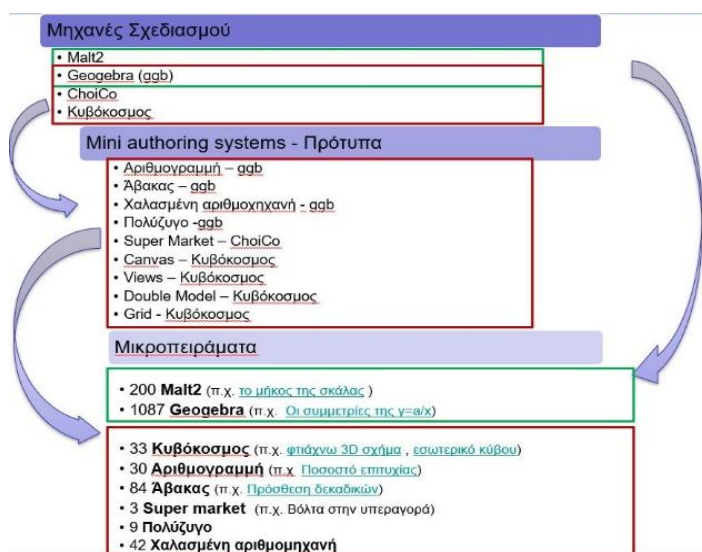 Μηχανές Σχεδιασμού
• Malt2
• Geogebra (ggb)
• ChoiCo
• Κυβόκοσμος
Mini authoring systems - Πρότυπα
• Αριθμογραμμή – ggb
• Άβακας – ggb
• Χαλασμένη αριθμοχηχανή - ggb
• Πολύζυγο -ggb
• Super Market – ChoiCo
• Canvas – Κυβόκοσμος
• Views – Κυβόκοσμος
• Double Model – Κυβόκοσμος
• Grid - Κυβόκοσμος
Μικροπειράματα
• 200 Malt2 (π.χ. το μήκος της σκάλας )
• 1087 Geogebra (π.χ. Οι συμμετρίες της y=a/x)
• 33 Κυβόκοσμος (π.χ. φτιάχνω 3D σχήμα , εσωτερικό κύβου)
• 30 Αριθμογραμμή (π.χ Ποσοστό επιτυχίας)
• 84 Άβακας (π.χ. Πρόσθεση δεκαδικών)
• 3 Super market (π.χ. Βόλτα στην υπεραγορά)
• 9 Πολύζυγο
• 42 Χαλασμένη αριθμομηχανή